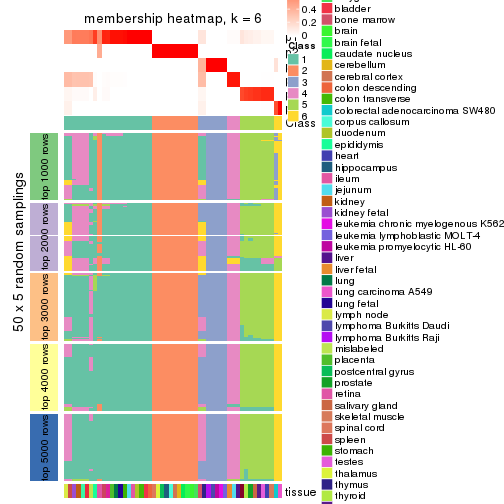 membership heatmap, k = 6
50 x 5 random samplings
top 1000 rows
top 2000 rows
top 3000 rows
top 4000 rows
top 5000 rows
Class
tissue
0.4
0.2
0
Class
1
2
3
4
5
6
bladder
bone marrow
brain
brain fetal
caudate nucleus
cerebellum
cerebral cortex
colon descending
colon transverse
colorectal adenocarcinoma SW480
corpus callosum
duodenum
epididymis
heart
hippocampus
ileum
jejunum
kidney
kidney fetal
leukemia chronic myelogenous K562
leukemia lymphoblastic MOLT-4
leukemia promyelocytic HL-60
liver
liver fetal
lung
lung carcinoma A549
lung fetal
lymph node
lymphoma Burkitts Daudi
lymphoma Burkitts Raji
mislabeled
placenta
postcentral gyrus
prostate
retina
salivary gland
skeletal muscle
spinal cord
spleen
stomach
testes
thalamus
thymus
thyroid